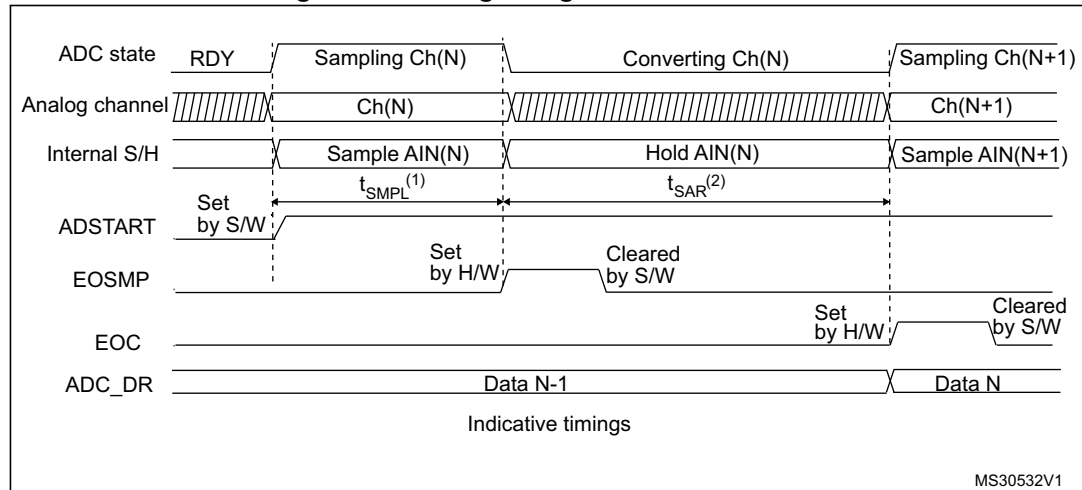 ADC state RDY Sampling Ch(N) Converting Ch(N) Sampling Ch(N+1)
Analog channel Ch(N) Ch(N+1)
Internal S/H Sample AIN(N) Hold AIN(N) Sample AIN(N+1)
tSMPL(1) tSAR(2)
Set
by S/W
ADSTART
Set
by H/W
Cleared
by S/W
EOSMP
Set
by H/W
Cleared
by S/W
EOC
ADC_DR Data N-1 Data N
Indicative timings
MS30532V1